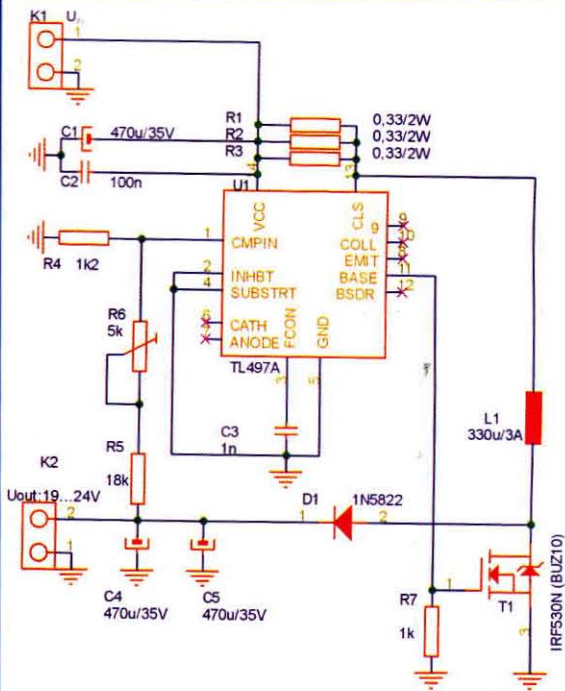 K1
U
1
2
C1
470u/35V
C2
100n
R1
R2
R3
0,33/2W
0,33/2W
0,33/2W
14
13
U1
VCC
CLS
R4
1k2
1
CMPIN
2
INHBT
4
SUBSTRT
6
CATH
7
ANODE
FCON
GND
9
9
COLL
10
EMIT
8
BASE
11
BSDR
12
TL497A
3
5
R6
5k
C3
1n
R5
18k
L1
330u/3A
K2
Uout:19...24V
2
1
D1
1N5822
1
2
C4
470u/35V
C5
470u/35V
R7
1k
1
T1
3
IRF530N (BUZ10)